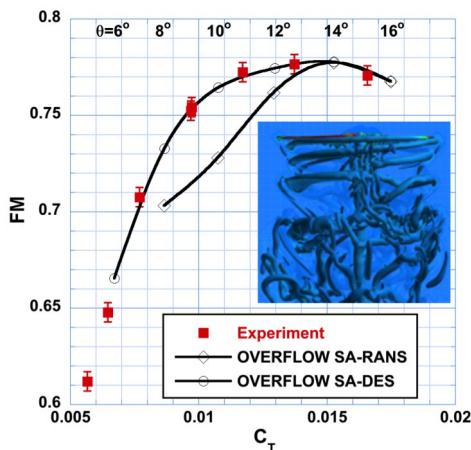 θ=6° 8° 10° 12° 14° 16°
0.8
0.75
0.7
0.65
0.6
FM
Experiment
OVERFLOW SA-RANS
OVERFLOW SA-DES
0.005 0.01 0.015 0.02
C_T